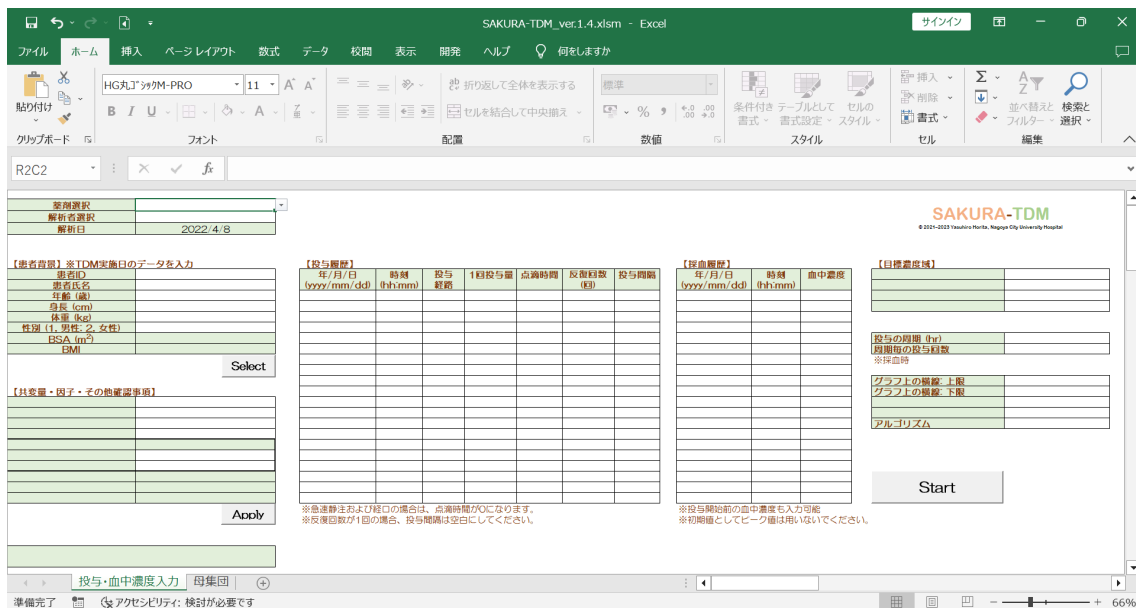 SAKURA-TDM_ver.1.4.xlsm - Excel
サインイン
ファイル ホーム 挿入 ページ レイアウト 数式 データ 校閲 表示 開発 ヘルプ 何をしますか
貼り付け
HG丸ｺﾞｼｯｸM-PRO 11
折り返して全体を表示する
標準
B I U
セルを結合して中央揃え
条件付き書式
テーブルとして書式設定
セルのスタイル
挿入
削除
書式
並べ替えと
フィルター
検索と
選択
クリップボード フォント 配置 数値 スタイル セル 編集
R2C2 fx
薬剤選択
解析者選択
解析日 2022/4/8
SAKURA-TDM
© 2021-2023 Yasuhiro Horita, Nagoya City University Hospital
【患者背景】※TDM実施日のデータを入力
患者ID
患者氏名
年齢 (歳)
身長 (cm)
体重 (kg)
性別 (1, 男性; 2, 女性)
BSA (m²)
BMI
Select
【共変量・因子・その他確認事項】
Apply
【投与履歴】
年/月/日 (yyyy/mm/dd)
時刻 (hh:mm)
投与経路
1回投与量
点滴時間
反復回数 (回)
投与間隔
※急速静注および経口の場合は、点滴時間が0になります。
※反復回数が1回の場合、投与間隔は空白にしてください。
【採血履歴】
年/月/日 (yyyy/mm/dd)
時刻 (hh:mm)
血中濃度
※投与開始前の血中濃度も入力可能
※初期値としてピーク値は用いないでください。
【目標濃度域】
投与の周期 (hr)
周期毎の投与回数
※採血時
グラフ上の横線: 上限
グラフ上の横線: 下限
アルゴリズム
Start
投与・血中濃度入力 母集団
準備完了 アクセシビリティ: 検討が必要です 66%